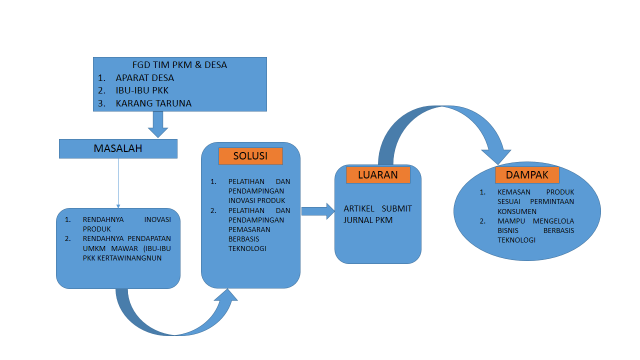 FGD TIM PKM & DESA
1. APARAT DESA
2. IBU-IBU PKK
3. KARANG TARUNA
MASALAH
1. RENDAHNYA INOVASI
PRODUK
2. RENDAHNYA PENDAPATAN
UMKM MAWAR (IBU-IBU
PKK KERTAWINANGNUN
SOLUSI
1. PELATIHAN DAN
PENDAMPINGAN
INOVASI PRODUK
2. PELATIHAN DAN
PENDAMPINGAN
PEMASARAN
BERBASIS
TEKNOLOGI
LUARAN
ARTIKEL SUBMIT
JURNAL PKM
DAMPAK
1. KEMASAN PRODUK
SESUAI PERMINTAAN
KONSUMEN
2. MAMPU MENGELOLA
BISNIS BERBASIS
TEKNOLOGI